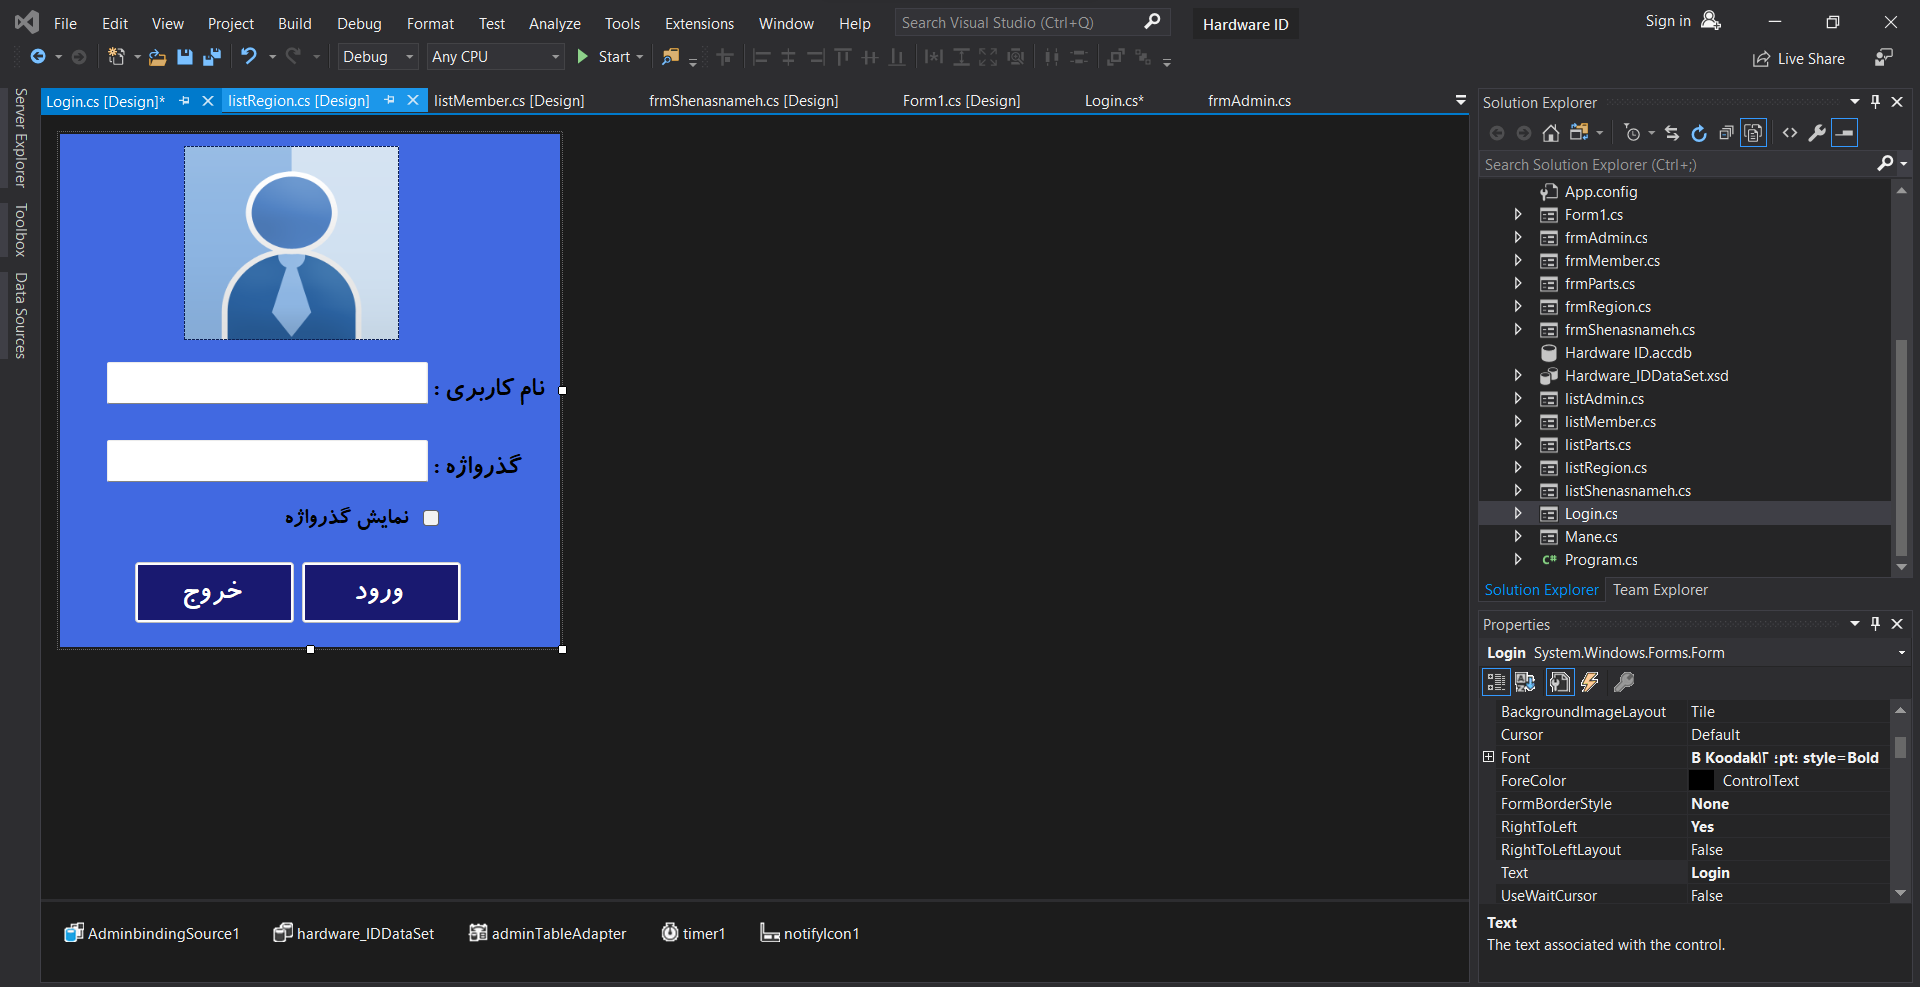 File Edit View Project Build Debug Format Test Analyze Tools Extensions Window Help Search Visual Studio (Ctrl+Q) Hardware ID Sign in
Debug Any CPU Start Live Share
Server Explorer
Toolbox
Data Sources
Login.cs [Design]* listRegion.cs [Design] listMember.cs [Design] frmShenasnameh.cs [Design] Form1.cs [Design] Login.cs* frmAdmin.cs
نام کاربری :
گذرواژه :
نمایش گذرواژه
ورود
خروج
AdminbindingSource1 hardware_IDDataSet adminTableAdapter timer1 notifyIcon1
Solution Explorer
Search Solution Explorer (Ctrl+;)
App.config
Form1.cs
frmAdmin.cs
frmMember.cs
frmParts.cs
frmRegion.cs
frmShenasnameh.cs
Hardware ID.accdb
Hardware_IDDataSet.xsd
listAdmin.cs
listMember.cs
listParts.cs
listRegion.cs
listShenasnameh.cs
Login.cs
Mane.cs
C# Program.cs
Solution Explorer Team Explorer
Properties
Login System.Windows.Forms.Form
BackgroundImageLayout Tile
Cursor Default
Font B Koodak style=Bold
ForeColor ControlText
FormBorderStyle None
RightToLeft Yes
RightToLeftLayout False
Text Login
UseWaitCursor False
Text
The text associated with the control.